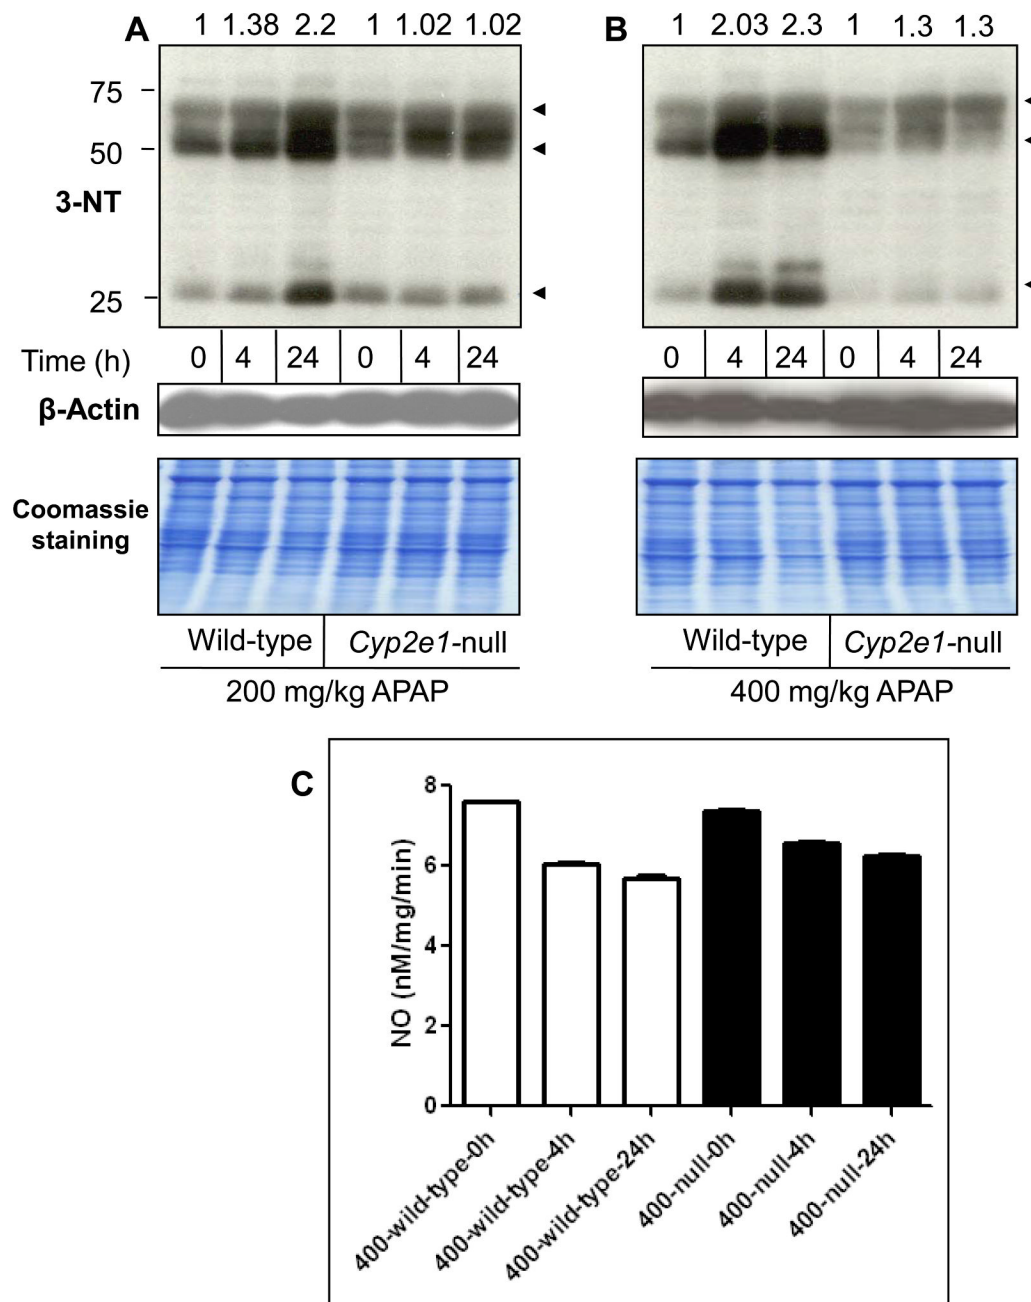 A 1 1.38 2.2 1 1.02 1.02
B 1 2.03 2.3 1 1.3 1.3
75
50
3-NT
25
Time (h) 0 4 24 0 4 24
0 4 24 0 4 24
β-Actin
Coomassie
staining
Wild-type Cyp2e1-null
200 mg/kg APAP
Wild-type Cyp2e1-null
400 mg/kg APAP
C
NO (nM/mg/min)
8
6
4
2
0
400-wild-type-0h
400-wild-type-4h
400-wild-type-24h
400-null-0h
400-null-4h
400-null-24h